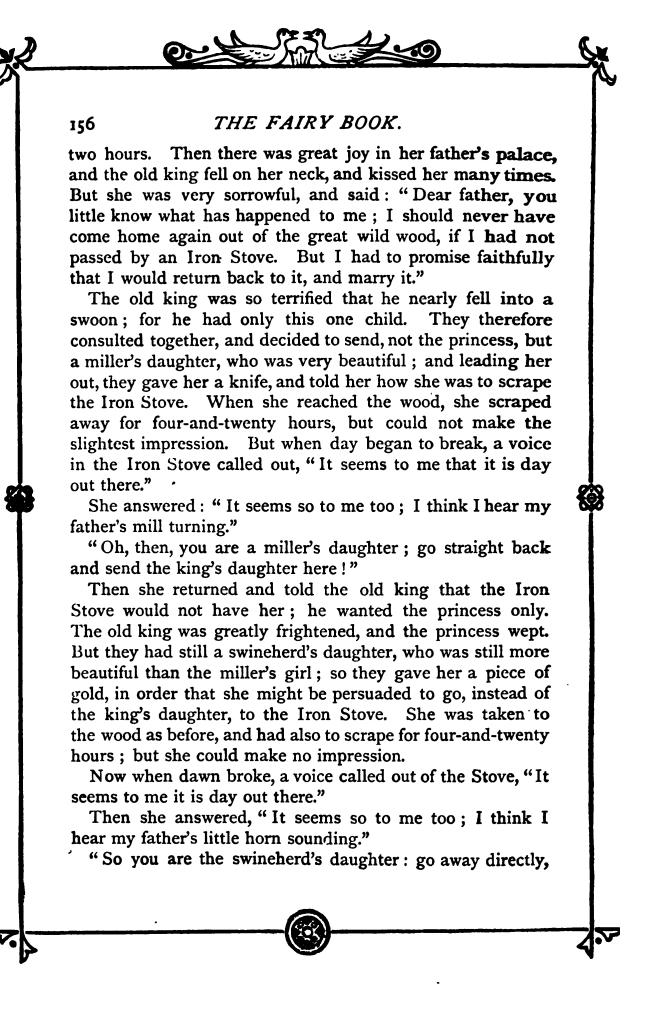 156 THE FAIRY BOOK.
two hours. Then there was great joy in her father's palace,
and the old king fell on her neck, and kissed her many times.
But she was very sorrowful, and said : “ Dear father, you
little know what has happened to me ; I should never have
come home again out of the great wild wood, if I had not
passed by an Iron Stove. But I had to promise faithfully
that I would return back to it, and marry it.”
The old king was so terrified that he nearly fell into a
swoon ; for he had only this one child. They therefore
consulted together, and decided to send, not the princess, but
a miller's daughter, who was very beautiful ; and leading her
out, they gave her a knife, and told her how she was to scrape
the Iron Stove. When she reached the wood, she scraped
away for four-and-twenty hours, but could not make the
slightest impression. But when day began to break, a voice
in the Iron Stove called out, “ It seems to me that it is day
out there.”
She answered : “ It seems so to me too ; I think I hear my
father's mill turning.”
“ Oh, then, you are a miller's daughter ; go straight back
and send the king's daughter here ! ”
Then she returned and told the old king that the Iron
Stove would not have her ; he wanted the princess only.
The old king was greatly frightened, and the princess wept.
But they had still a swineherd's daughter, who was still more
beautiful than the miller's girl ; so they gave her a piece of
gold, in order that she might be persuaded to go, instead of
the king's daughter, to the Iron Stove. She was taken to
the wood as before, and had also to scrape for four-and-twenty
hours ; but she could make no impression.
Now when dawn broke, a voice called out of the Stove, “ It
seems to me it is day out there.”
Then she answered, “ It seems so to me too ; I think I
hear my father's little horn sounding.”
“ So you are the swineherd's daughter : go away directly,